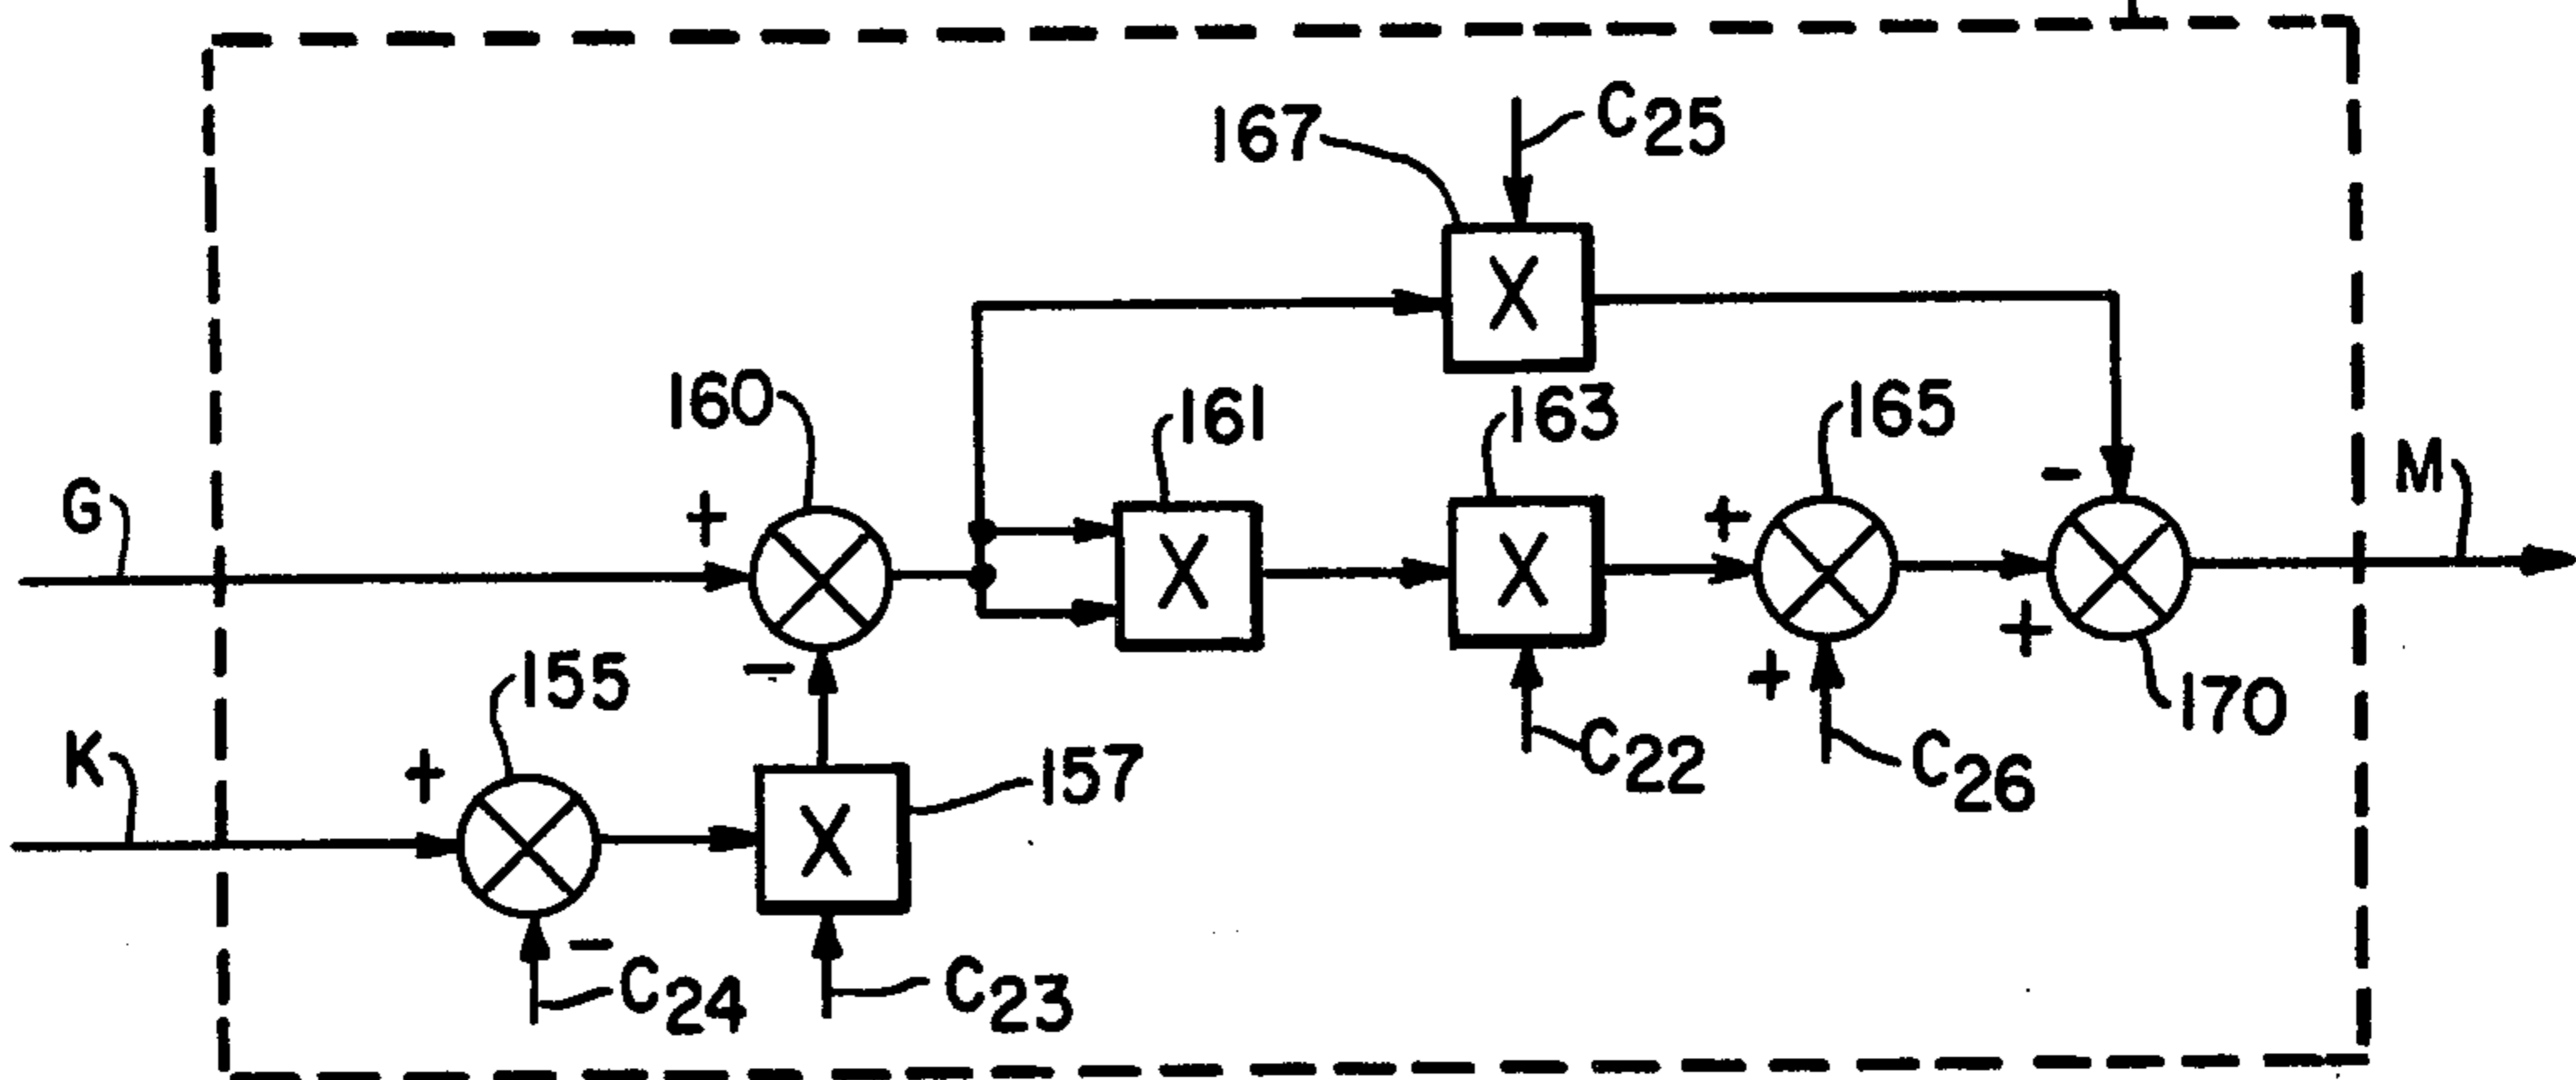 C25
167
X
160
161
163
165
+
-
M
G
X
X
+
+
-
155
+
170
K
+
157
C22
C26
X
-
C24
C23